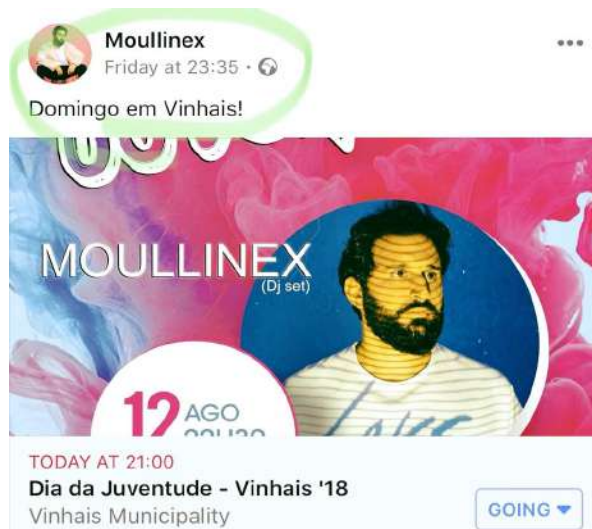 Moullinex
Friday at 23:35 ·
Domingo em Vinhais!
MOULLINEX
(Dj set)
12 AGO
TODAY AT 21:00
Dia da Juventude - Vinhais '18
Vinhais Municipality
GOING